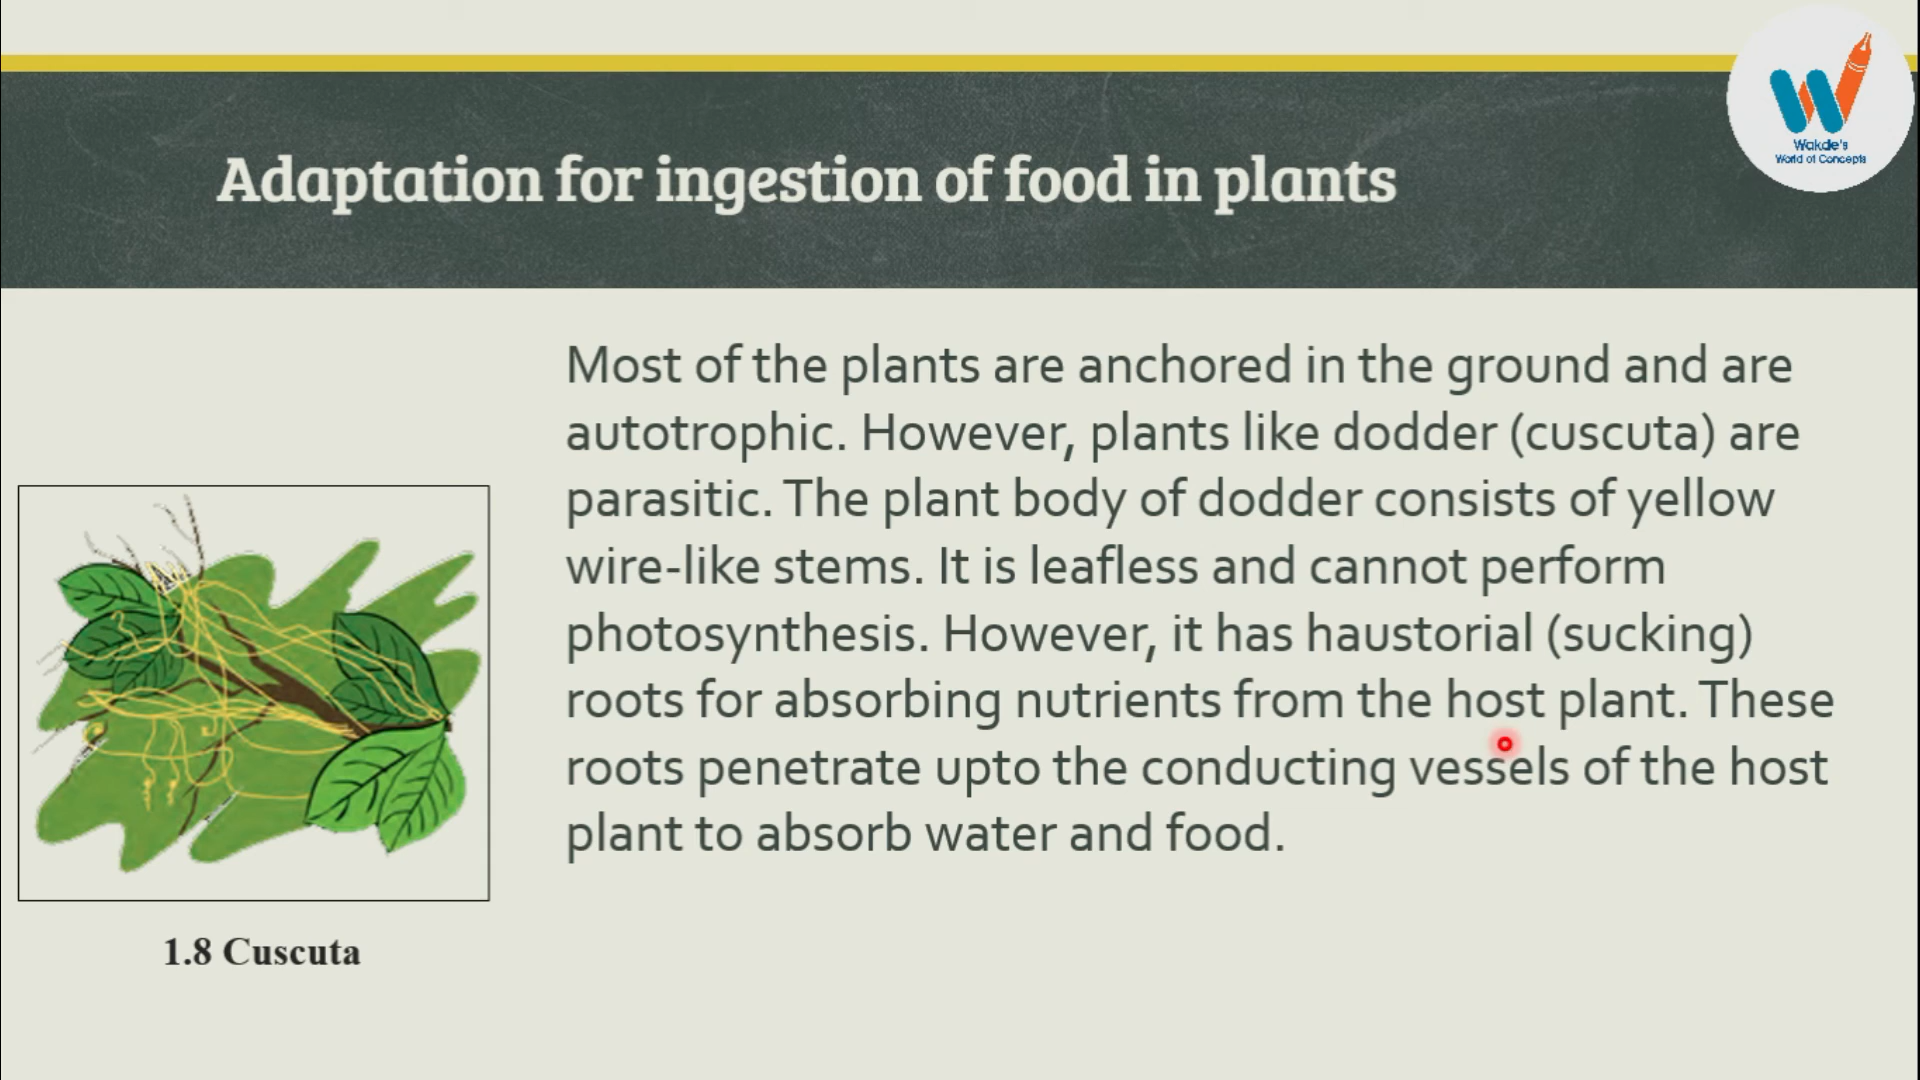 Wakde's
World of Concepts
Adaptation for ingestion of food in plants
Most of the plants are anchored in the ground and are
autotrophic. However, plants like dodder (cuscuta) are
parasitic. The plant body of dodder consists of yellow
wire-like stems. It is leafless and cannot perform
photosynthesis. However, it has haustorial (sucking)
roots for absorbing nutrients from the host plant. These
roots penetrate upto the conducting vessels of the host
plant to absorb water and food.
1.8 Cuscuta